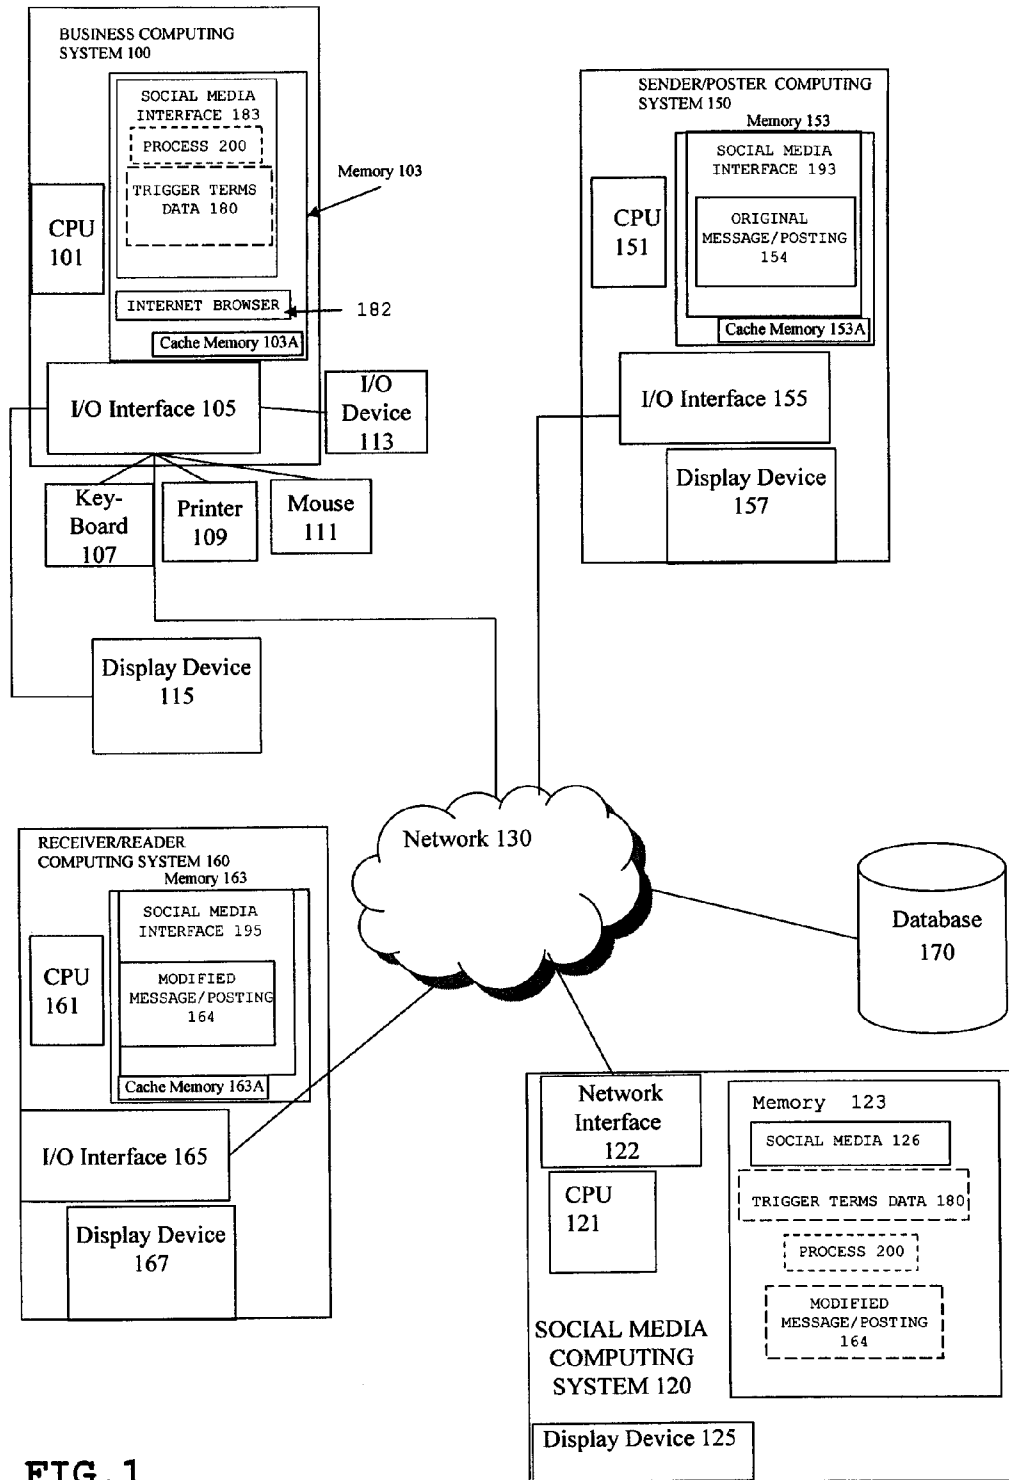 BUSINESS COMPUTING
SYSTEM 100
SOCIAL MEDIA
INTERFACE 183
PROCESS 200
TRIGGER TERMS
DATA 180
Memory 103
CPU
101
INTERNET BROWSER
182
Cache Memory 103A
I/O Interface 105
I/O
Device
113
Key-
Board
107
Printer
109
Mouse
111
Display Device
115
SENDER/POSTER COMPUTING
SYSTEM 150
Memory 153
SOCIAL MEDIA
INTERFACE 193
CPU
151
ORIGINAL
MESSAGE/POSTING
154
Cache Memory 153A
I/O Interface 155
Display Device
157
Network 130
RECEIVER/READER
COMPUTING SYSTEM 160
Memory 163
SOCIAL MEDIA
INTERFACE 195
CPU
161
MODIFIED
MESSAGE/POSTING
164
Cache Memory 163A
I/O Interface 165
Display Device
167
Database
170
Network
Interface
122
CPU
121
Memory 123
SOCIAL MEDIA 126
TRIGGER TERMS DATA 180
PROCESS 200
MODIFIED
MESSAGE/POSTING
164
SOCIAL MEDIA
COMPUTING
SYSTEM 120
Display Device 125
FIG.1